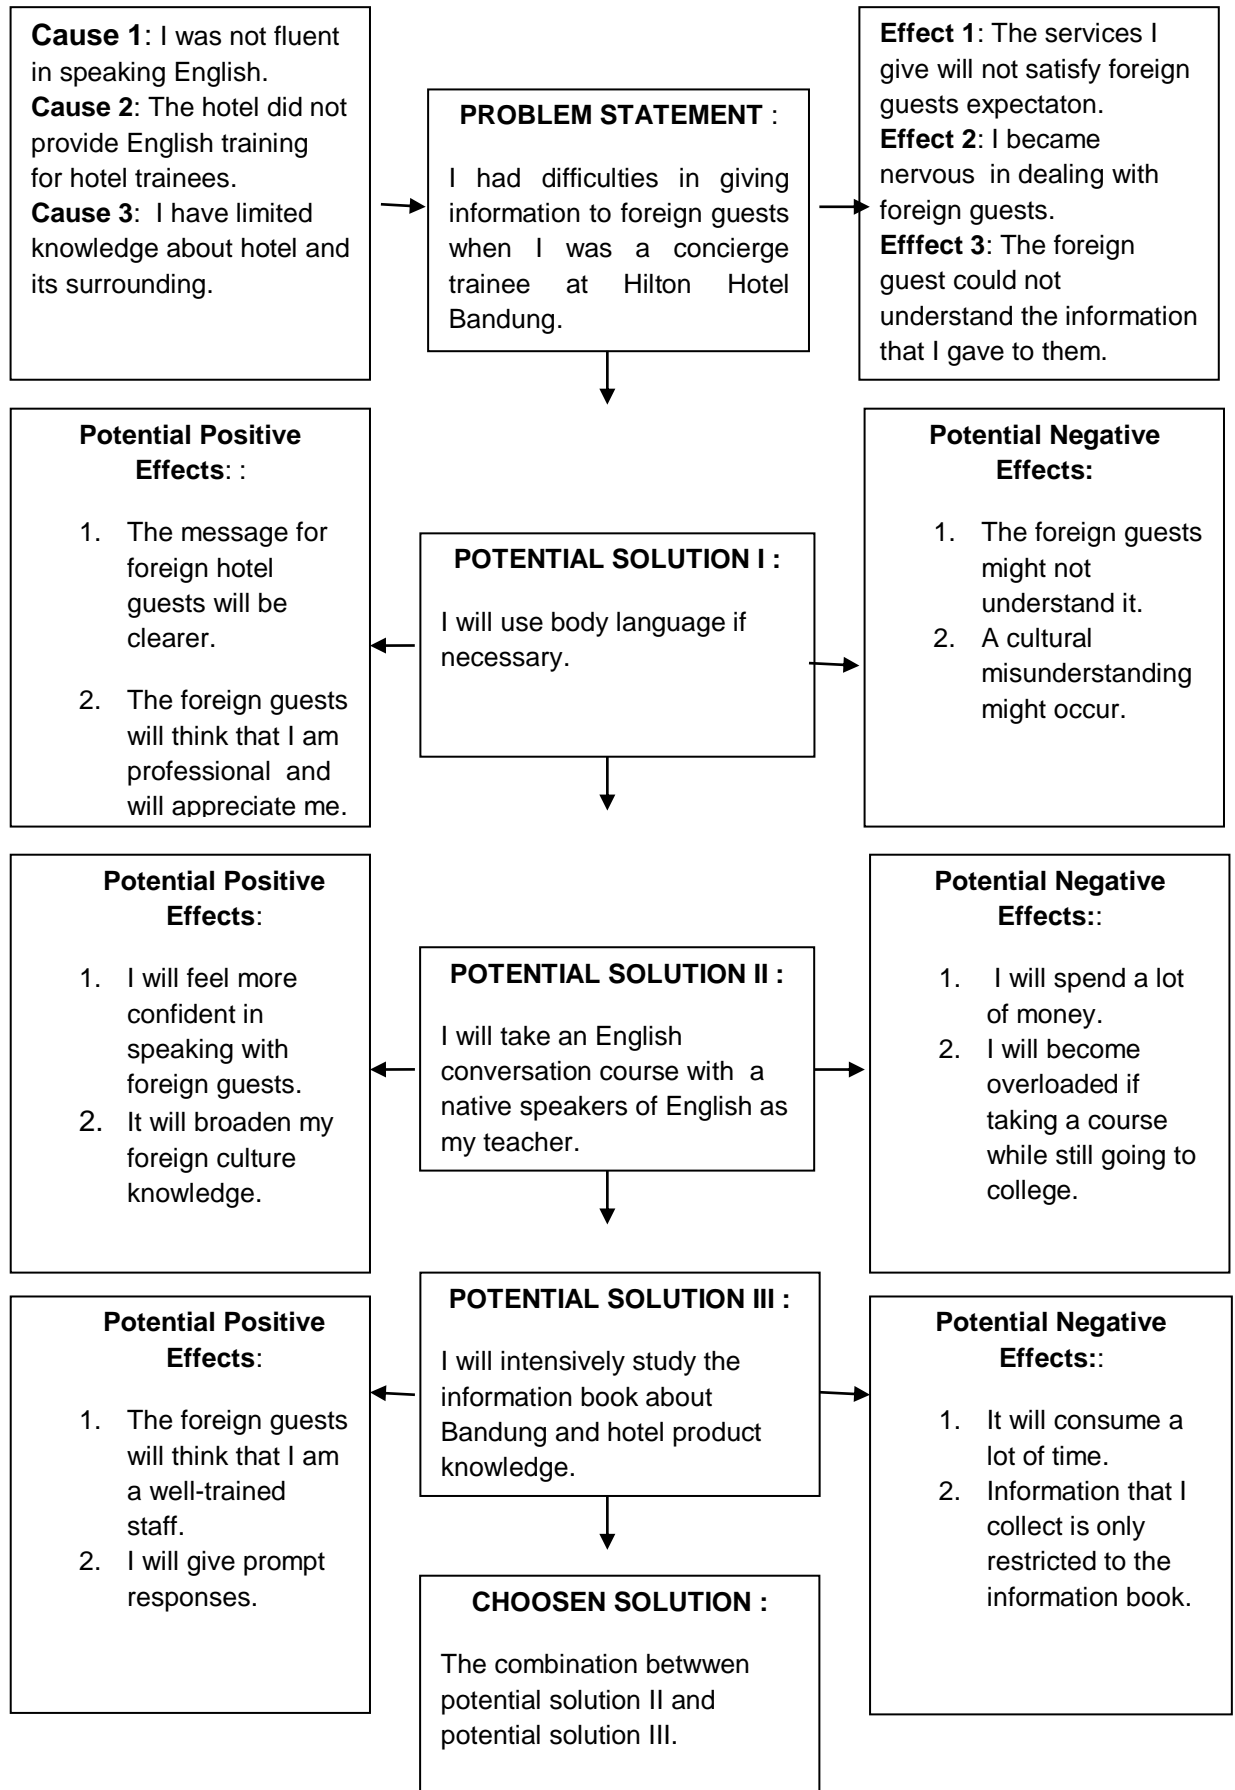 Cause 1: I was not fluent
in speaking English.
Cause 2: The hotel did not
provide English training
for hotel trainees.
Cause 3:  I have limited
knowledge about hotel and
its surrounding.
PROBLEM STATEMENT :
I had difficulties in giving
information to foreign guests
when I was a concierge
trainee at Hilton Hotel
Bandung.
Effect 1: The services I
give will not satisfy foreign
guests expectaton.
Effect 2: I became
nervous  in dealing with
foreign guests.
Efffect 3: The foreign
guest could not
understand the information
that I gave to them.
Potential Positive
Effects: :
1. The message for
foreign hotel
guests will be
clearer.
2. The foreign guests
will think that I am
professional  and
will appreciate me.
POTENTIAL SOLUTION I :
I will use body language if
necessary.
Potential Negative
Effects:
1. The foreign guests
might not
understand it.
2. A cultural
misunderstanding
might occur.
Potential Positive
Effects:
1. I will feel more
confident in
speaking with
foreign guests.
2. It will broaden my
foreign culture
knowledge.
POTENTIAL SOLUTION II :
I will take an English
conversation course with  a
native speakers of English as
my teacher.
Potential Negative
Effects::
1. I will spend a lot
of money.
2. I will become
overloaded if
taking a course
while still going to
college.
Potential Positive
Effects:
1. The foreign guests
will think that I am
a well-trained
staff.
2. I will give prompt
responses.
POTENTIAL SOLUTION III :
I will intensively study the
information book about
Bandung and hotel product
knowledge.
Potential Negative
Effects::
1. It will consume a
lot of time.
2. Information that I
collect is only
restricted to the
information book.
CHOOSEN SOLUTION :
The combination betwwen
potential solution II and
potential solution III.